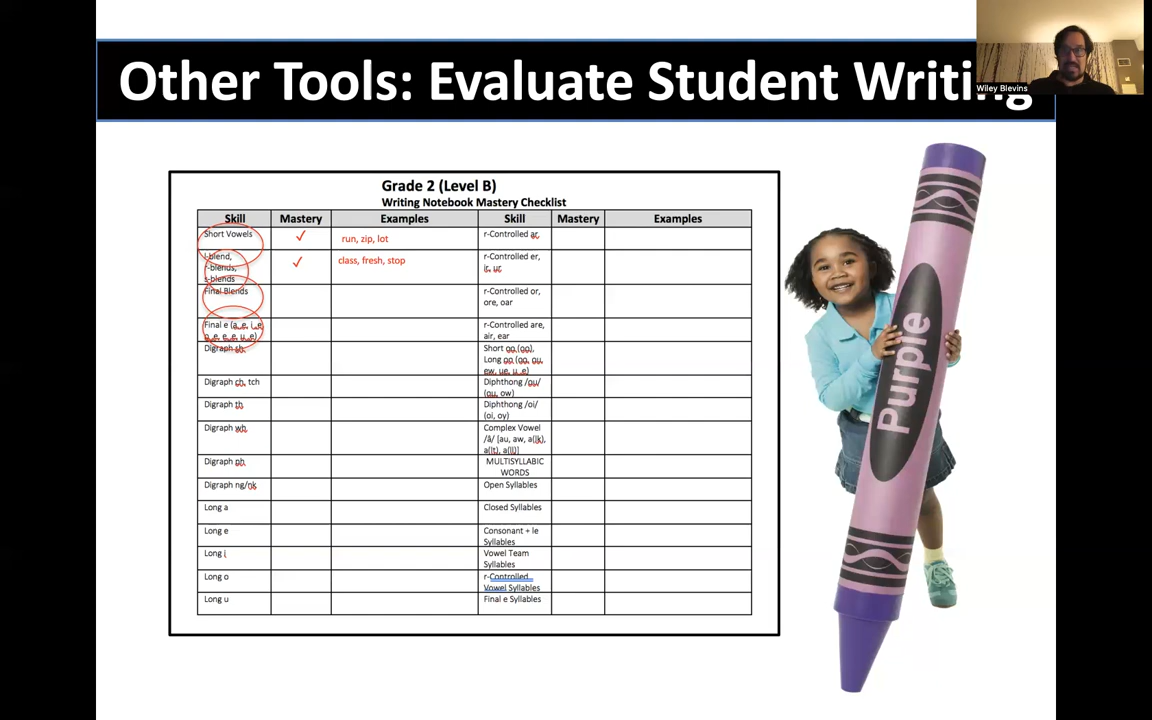 Other Tools: Evaluate Student Writing
Wiley Blevins
Grade 2 (Level B)
Writing Notebook Mastery Checklist
Skill Mastery Examples Skill Mastery Examples
Short Vowels ✓ run, zip, lot r-Controlled ar
l-blend, r-blends, s-blends ✓ class, fresh, stop r-Controlled er, ir, ur
Final Blends r-Controlled or, ore, oar
Final e (a_e, i_e, o_e, e_e, u_e) r-Controlled are, air, ear
Digraph sh Short oo (oo), Long oo (oo, ou, ew, ue, u_e)
Digraph ch, tch Diphthong /ou/ (ou, ow)
Digraph th Diphthong /oi/ (oi, oy)
Digraph wh Complex Vowel /â/ [au, aw, a(lk), a(lt), a(ll)]
Digraph ph MULTISYLLABIC WORDS
Digraph ng/nk Open Syllables
Long a Closed Syllables
Long e Consonant + le Syllables
Long i Vowel Team Syllables
Long o r-Controlled Vowel Syllables
Long u Final e Syllables
Purple